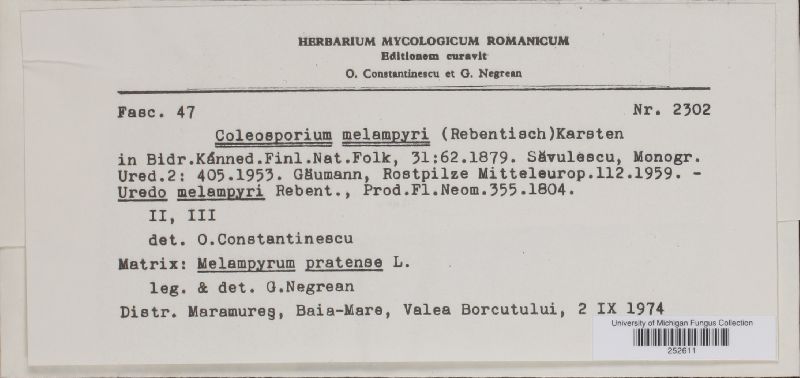 HERBARIUM MYCOLOGICUM ROMANICUM
Editionem curavit
O. Constantinescu et G. Negrean
Fasc. 47 Nr. 2302
Coleosporium melampyri (Rebentisch)Karsten
in Bidr.Kánned.Finl.Nat.Folk, 31:62.1879. Săvulescu, Monogr.
Ured.2: 405.1953. Gäumann, Rostpilze Mitteleurop.112.1959. -
Uredo melampyri Rebent., Prod.Fl.Neom.355.1804.
II, III
det. O.Constantinescu
Matrix: Melampyrum pratense L.
leg. & det. G.Negrean
Distr. Maramureş, Baia-Mare, Valea Borcutului, 2 IX 1974
University of Michigan Fungus Collection
252611